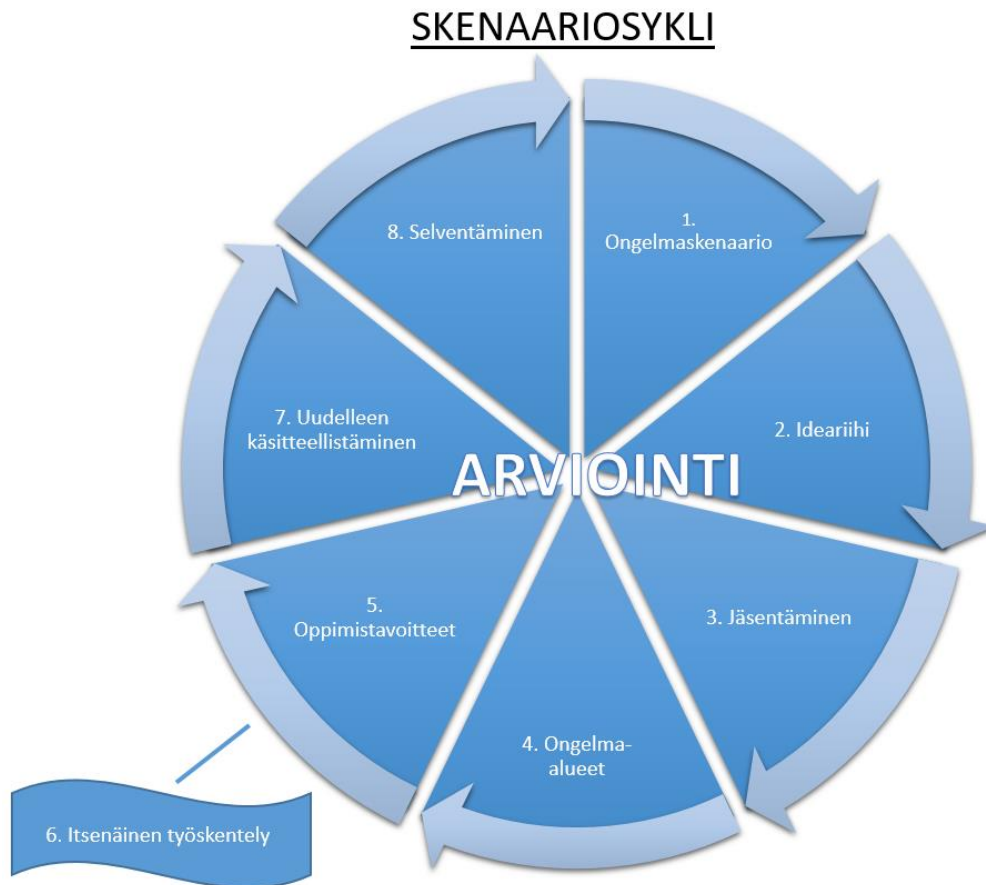 SKENAARIOSYKLI
1.
Ongelmaskenaario
2. Ideariihi
3. Jäsentäminen
4. Ongelma-
alueet
5.
Oppimistavoitteet
6. Itsenäinen työskentely
7. Uudelleen
käsitteellistäminen
8. Selventäminen
ARVIOINTI